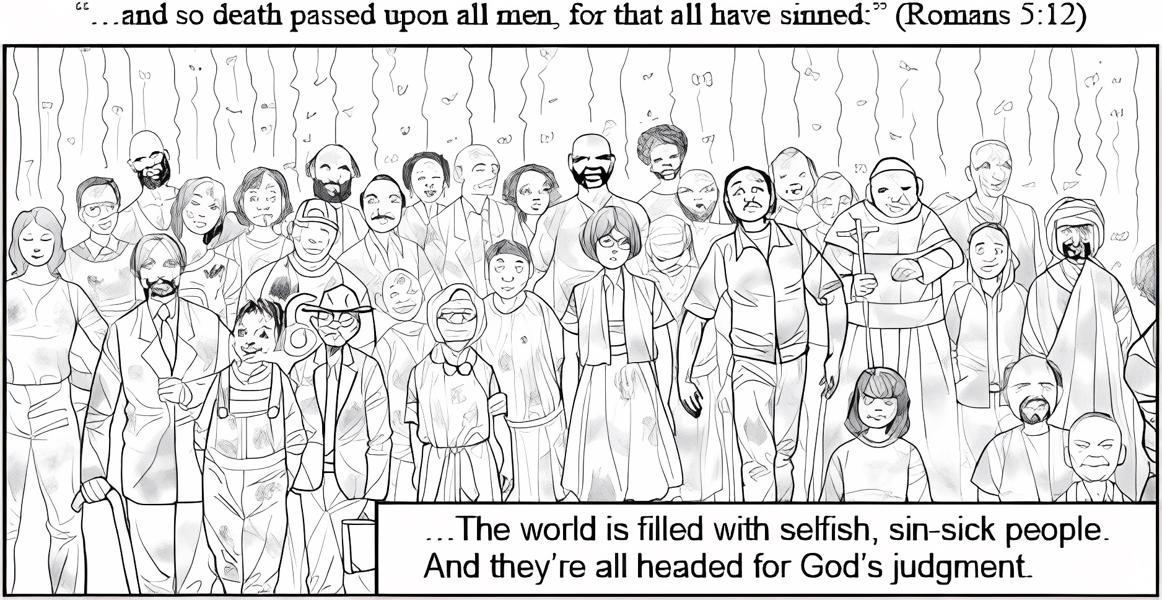 “…and so death passed upon all men, for that all have sinned:” (Romans 5:12)
…The world is filled with selfish, sin-sick people.
And they’re all headed for God’s judgment.